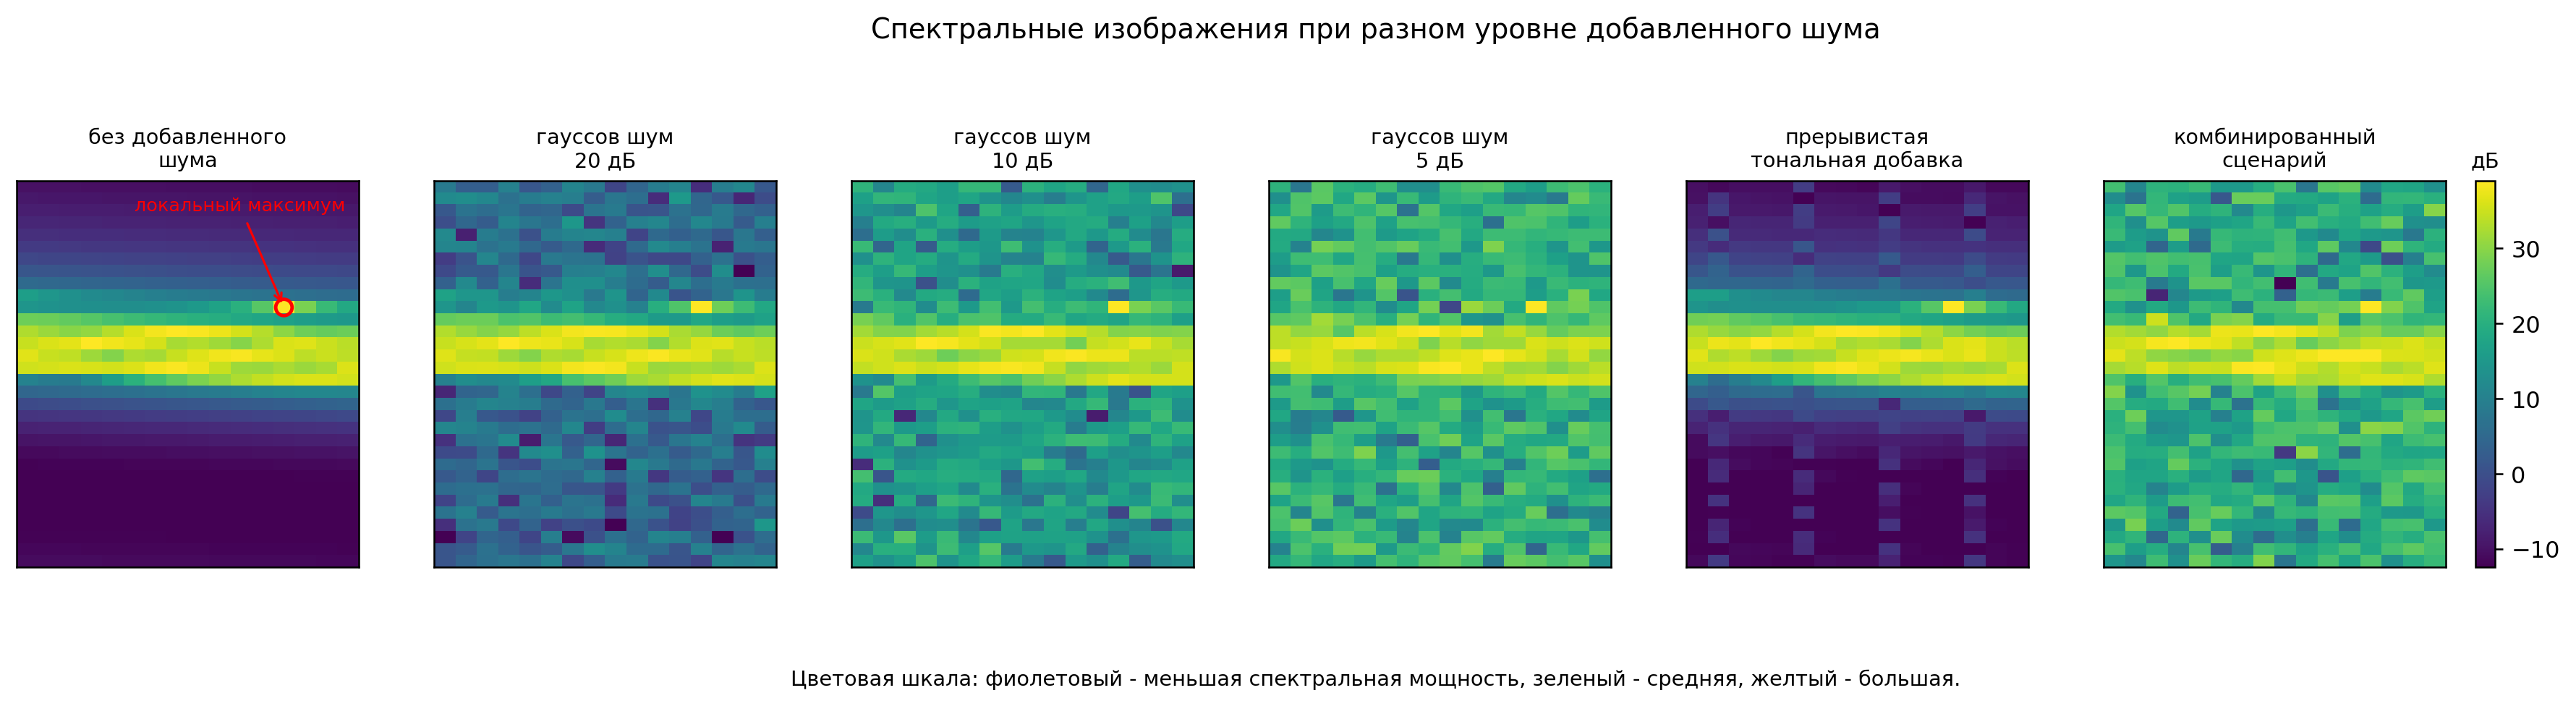 Спектральные изображения при разном уровне добавленного шума
без добавленного
шума
гауссов шум
20 дБ
гауссов шум
10 дБ
гауссов шум
5 дБ
прерывистая
тональная добавка
комбинированный
сценарий
дБ
локальный максимум
30
20
10
0
−10
Цветовая шкала: фиолетовый - меньшая спектральная мощность, зеленый - средняя, желтый - большая.